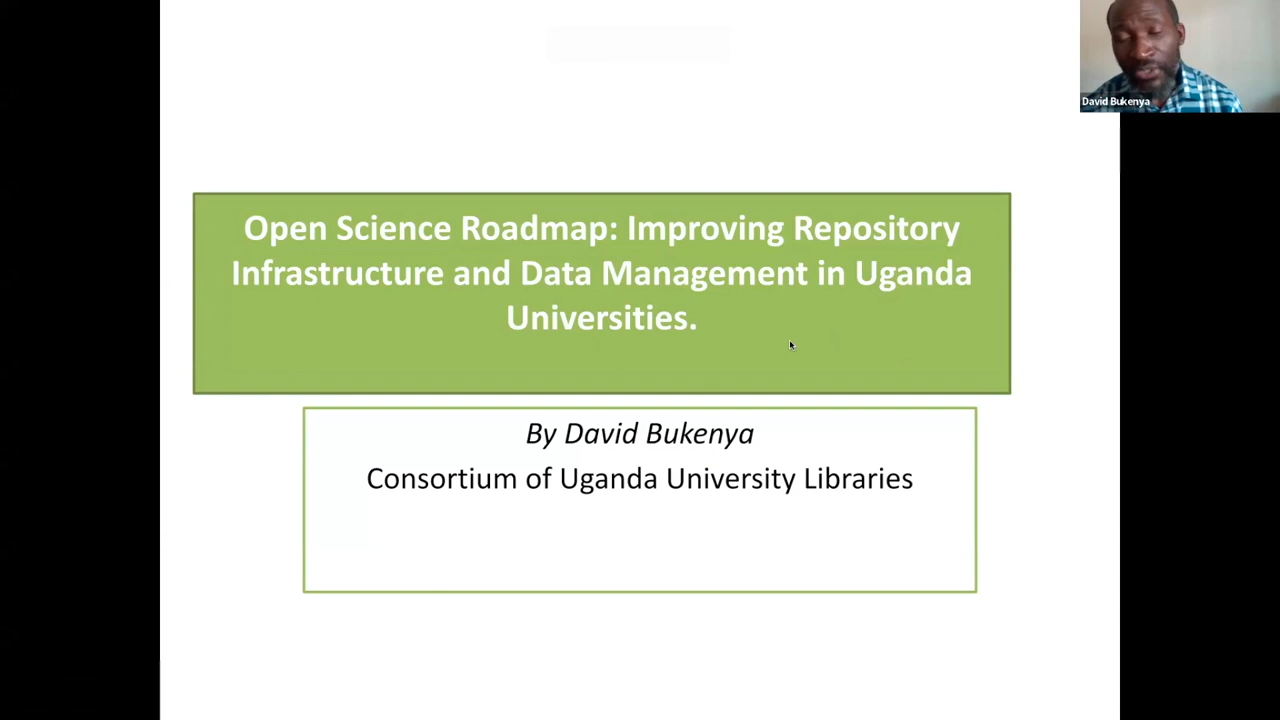 David Bukenya
Open Science Roadmap: Improving Repository
Infrastructure and Data Management in Uganda
Universities.
By David Bukenya
Consortium of Uganda University Libraries